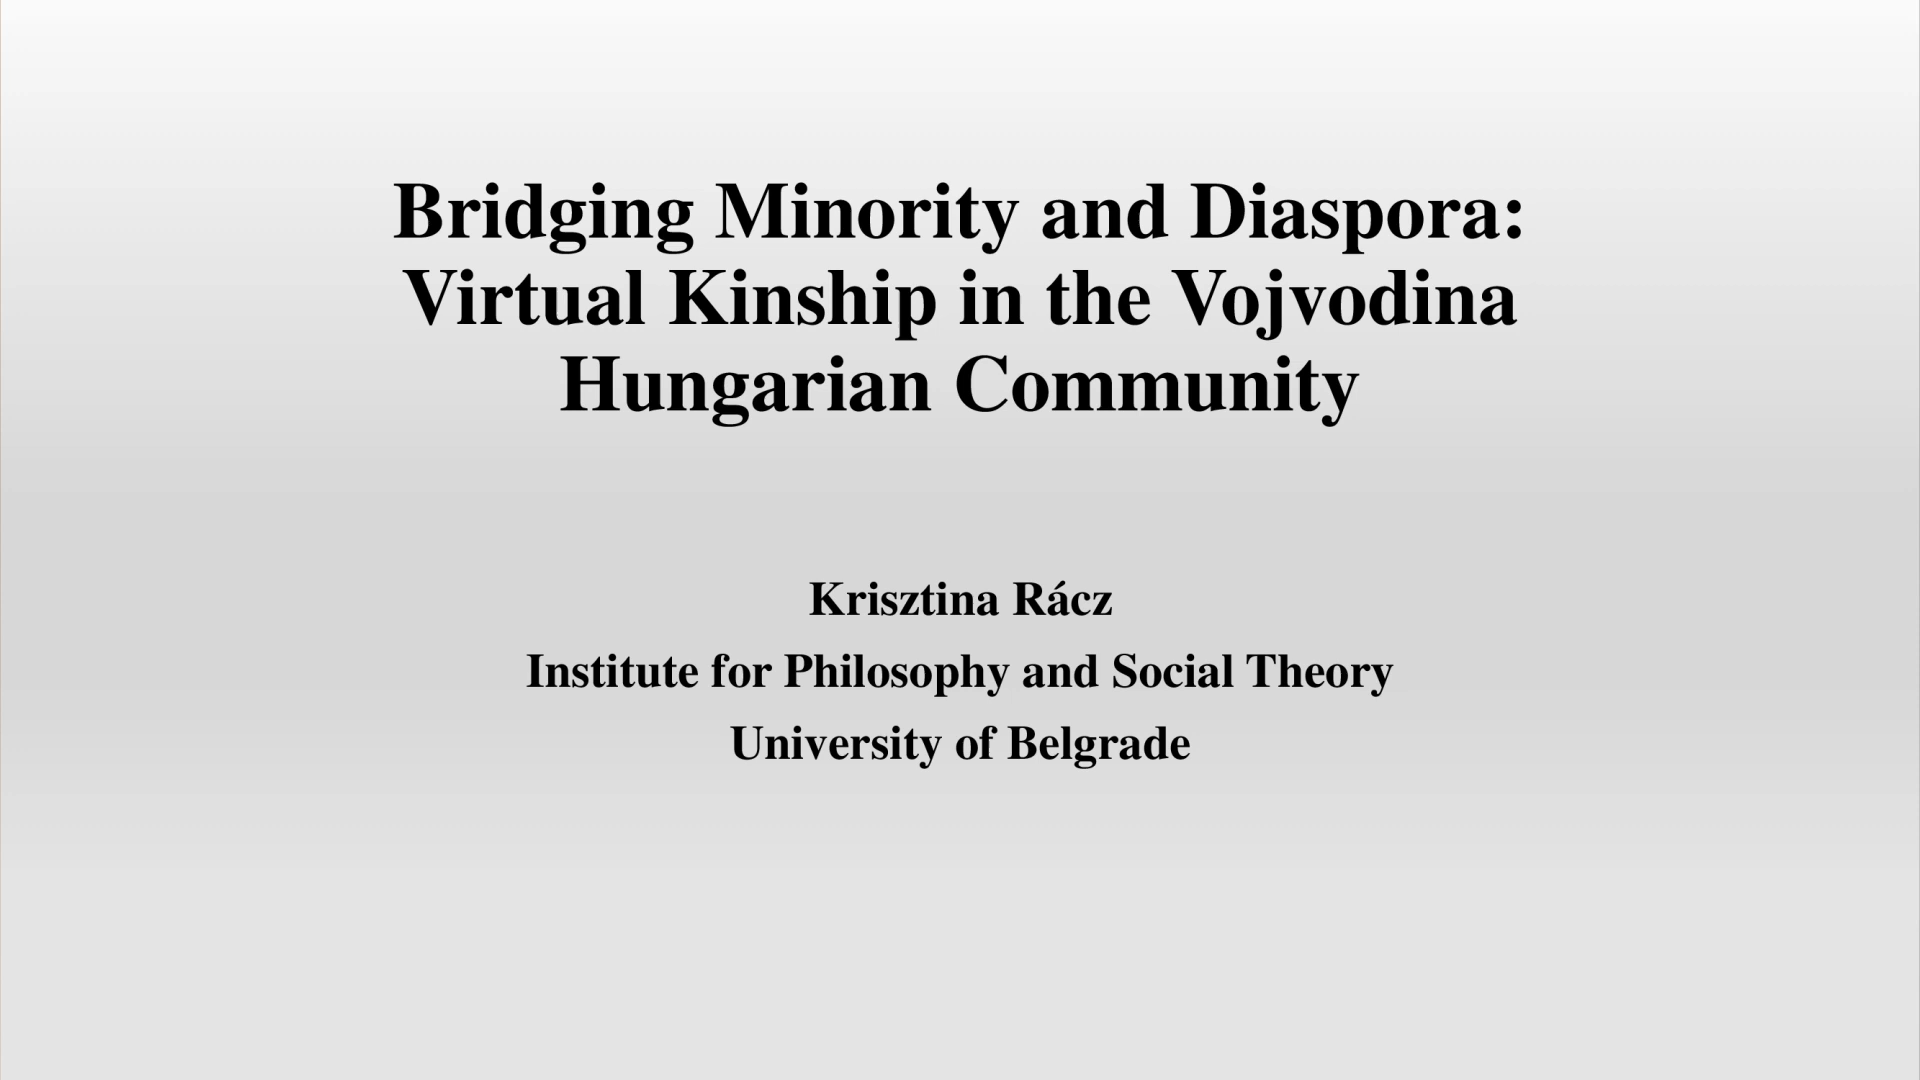 Bridging Minority and Diaspora:
Virtual Kinship in the Vojvodina
Hungarian Community
Krisztina Rácz
Institute for Philosophy and Social Theory
University of Belgrade